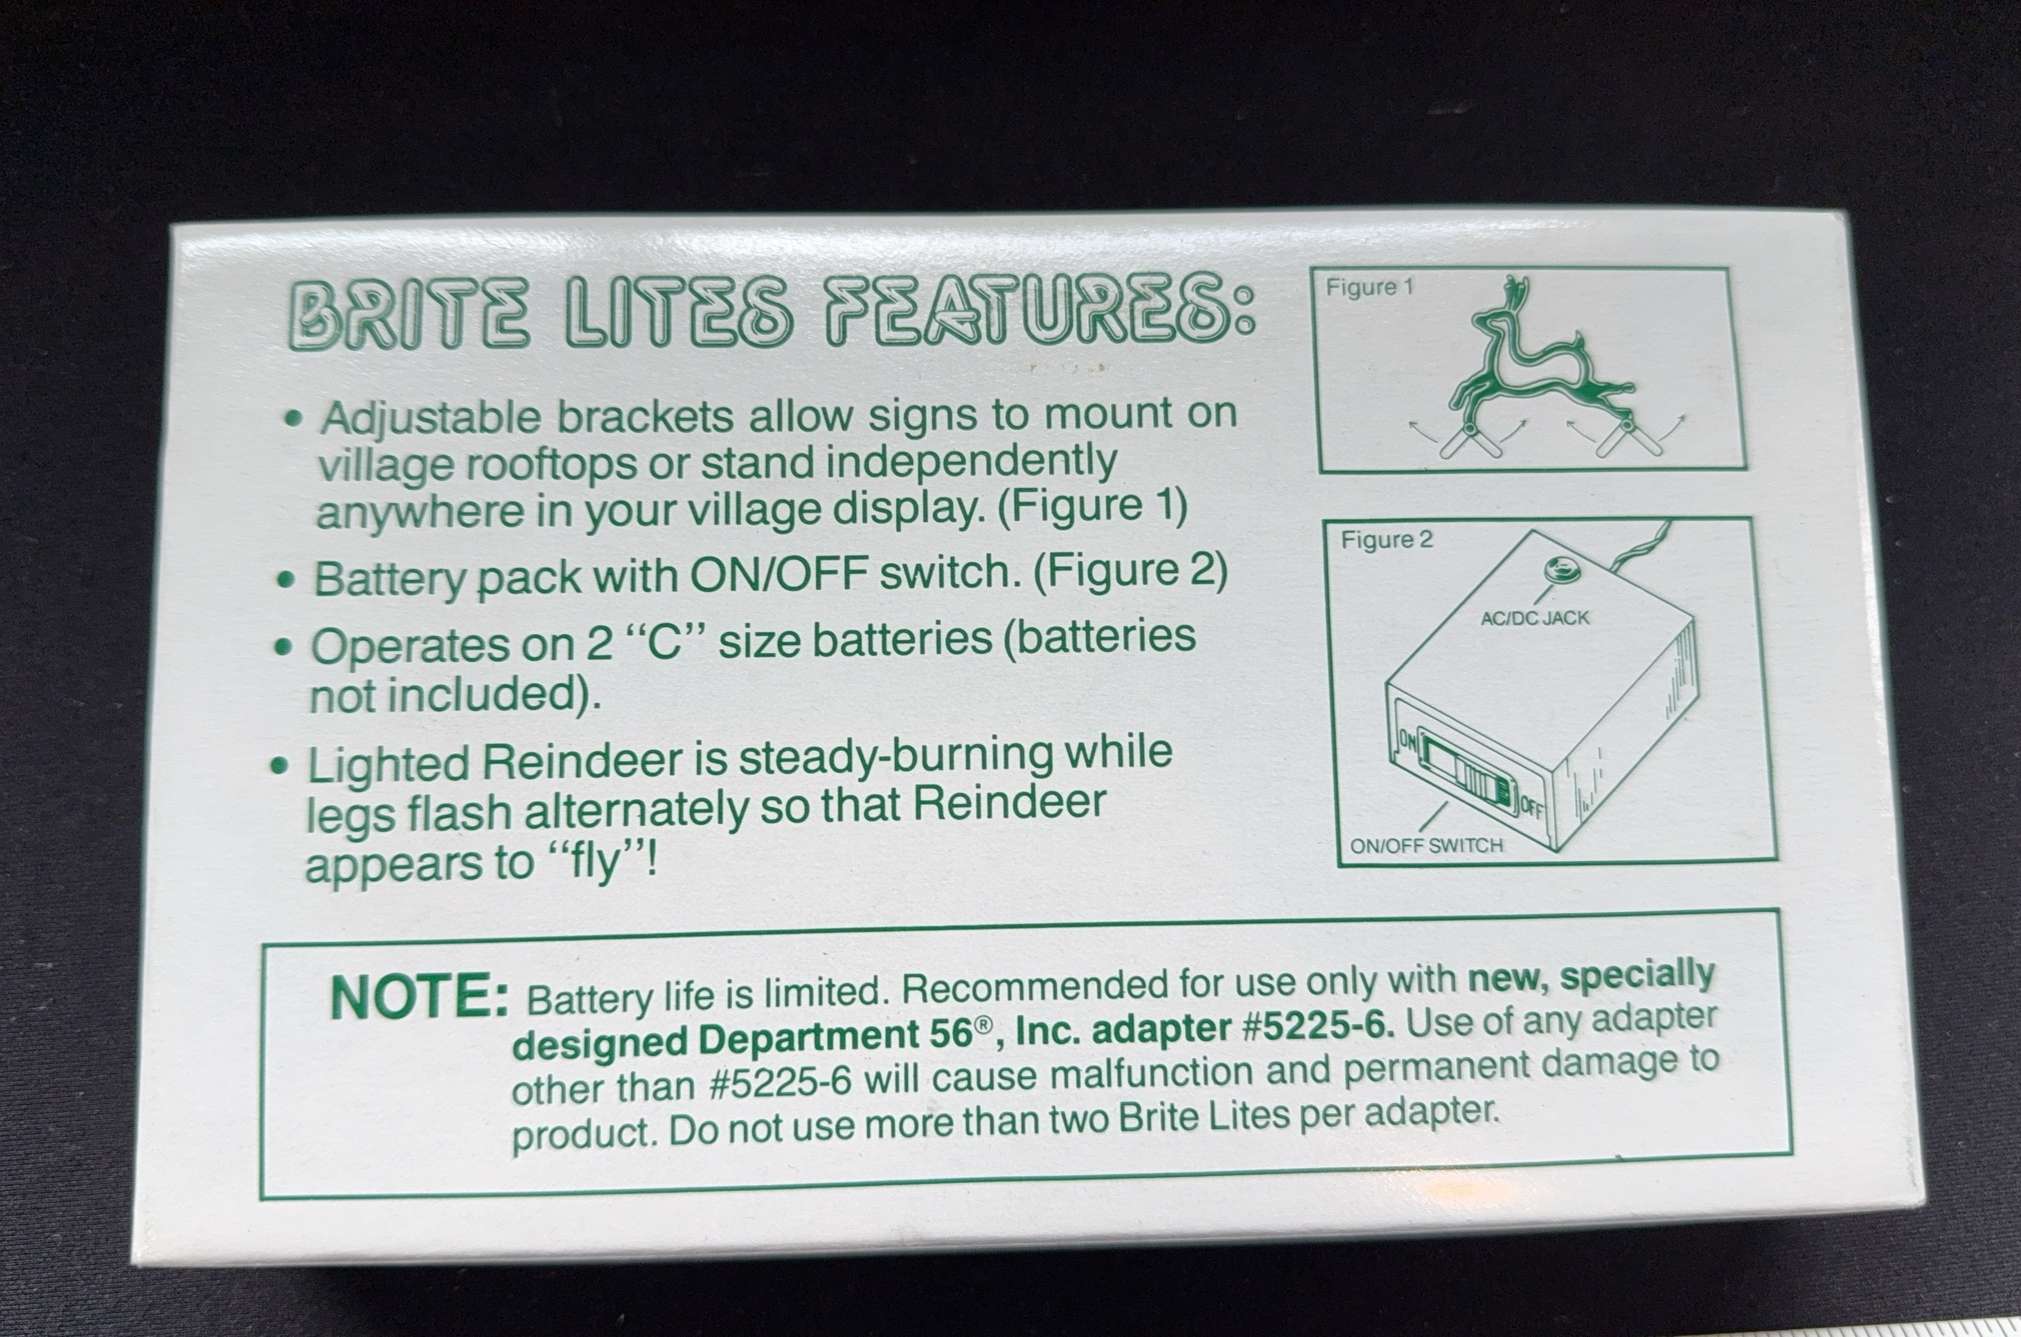 BRITE LITES FEATURES:
• Adjustable brackets allow signs to mount on
village rooftops or stand independently
anywhere in your village display. (Figure 1)
• Battery pack with ON/OFF switch. (Figure 2)
• Operates on 2 “C” size batteries (batteries
not included).
• Lighted Reindeer is steady-burning while
legs flash alternately so that Reindeer
appears to “fly”!
Figure 1
Figure 2
AC/DC JACK
ON
OFF
ON/OFF SWITCH
NOTE: Battery life is limited. Recommended for use only with new, specially
designed Department 56®, Inc. adapter #5225-6. Use of any adapter
other than #5225-6 will cause malfunction and permanent damage to
product. Do not use more than two Brite Lites per adapter.